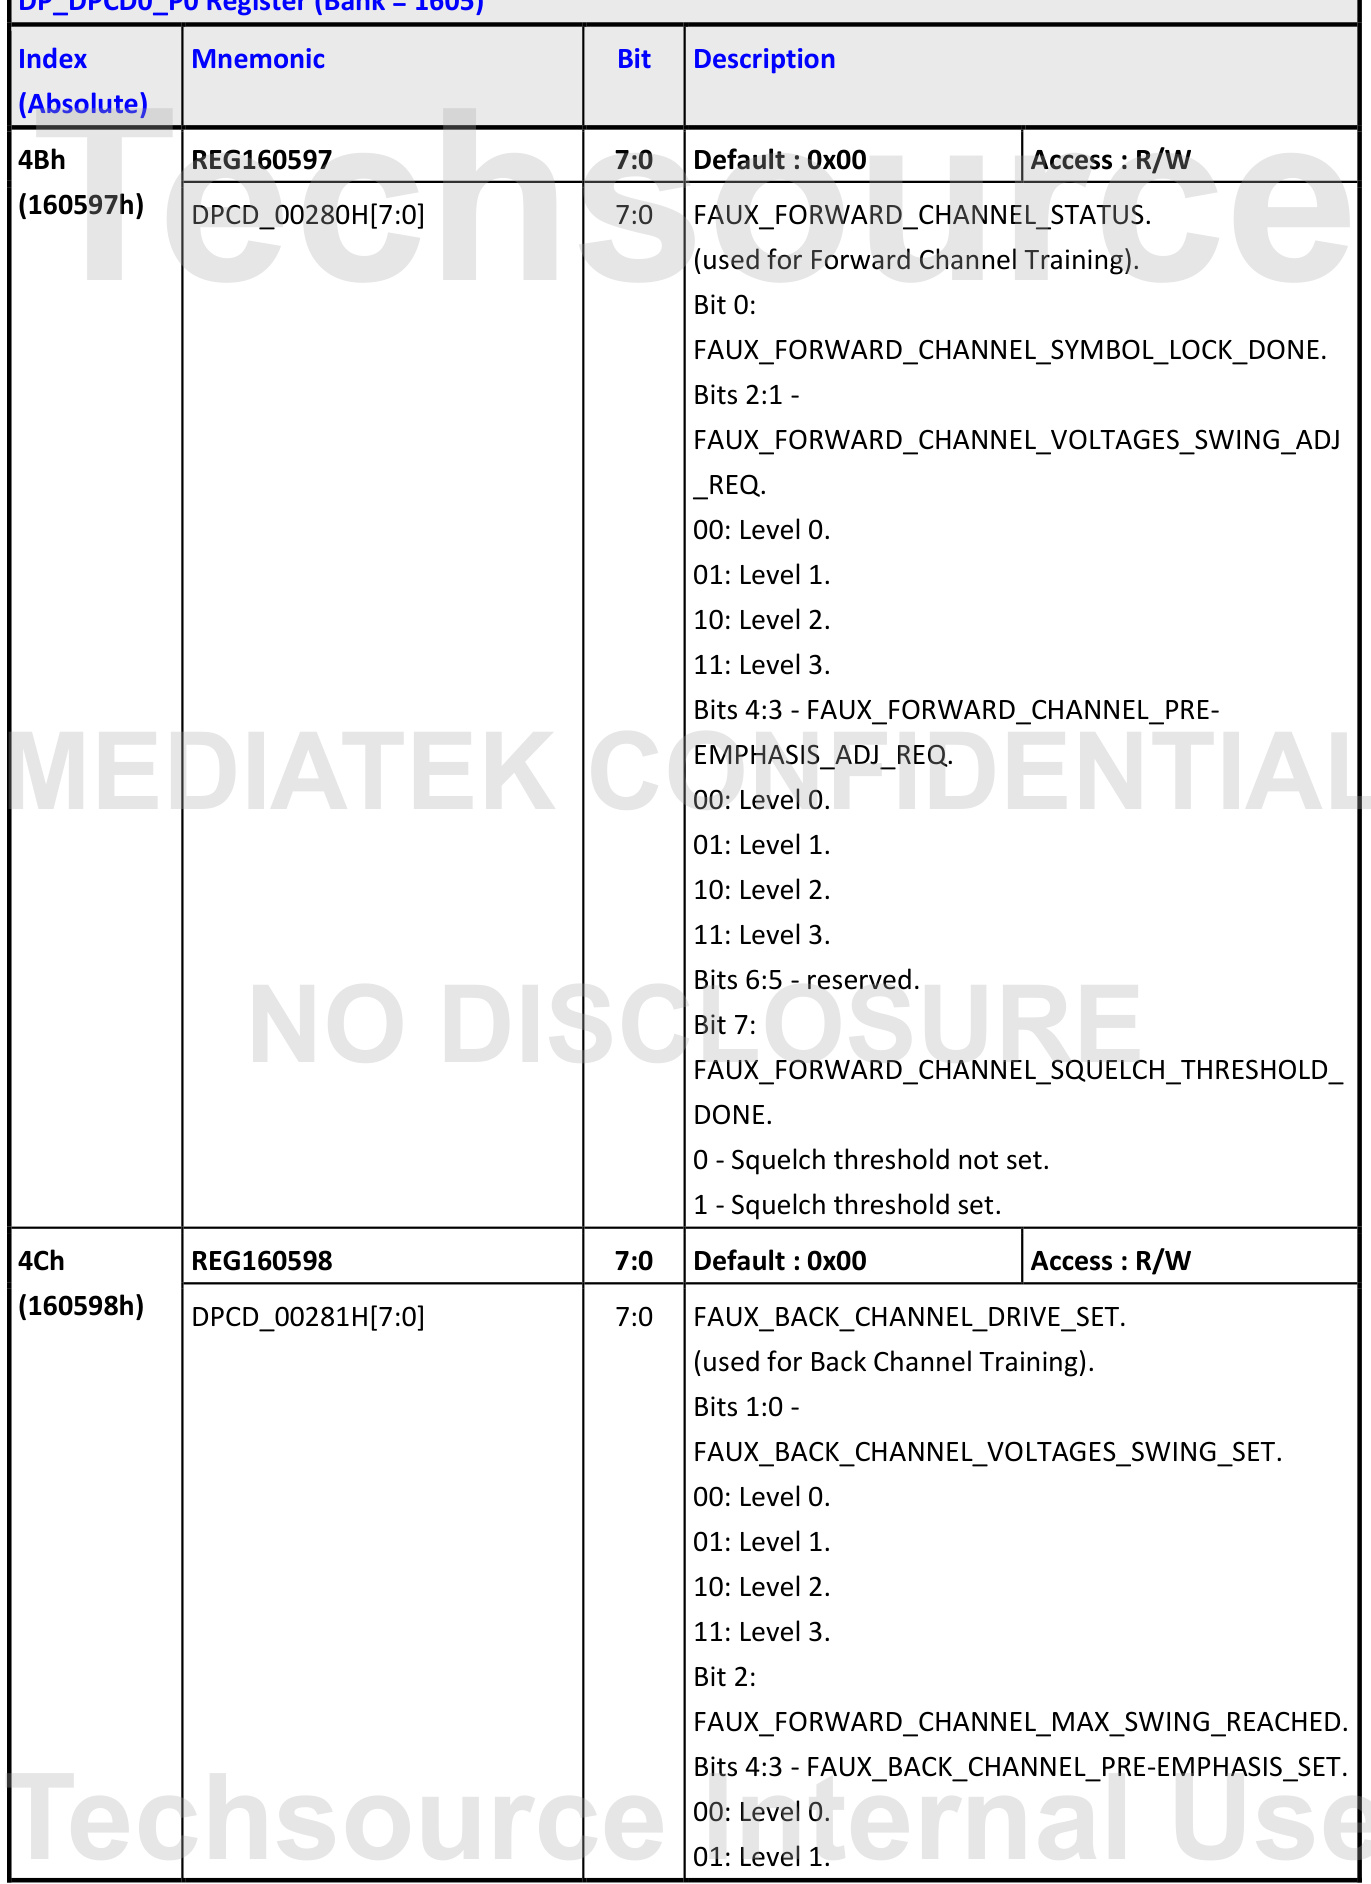 DP_DPCD0_P0 Register (Bank = 1605)
Index
(Absolute)
Mnemonic
Bit
Description
4Bh
(160597h)
REG160597
7:0
Default : 0x00
Access : R/W
DPCD_00280H[7:0]
7:0
FAUX_FORWARD_CHANNEL_STATUS.
(used for Forward Channel Training).
Bit 0:
FAUX_FORWARD_CHANNEL_SYMBOL_LOCK_DONE.
Bits 2:1 -
FAUX_FORWARD_CHANNEL_VOLTAGES_SWING_ADJ
_REQ.
00: Level 0.
01: Level 1.
10: Level 2.
11: Level 3.
Bits 4:3 - FAUX_FORWARD_CHANNEL_PRE-
EMPHASIS_ADJ_REQ.
00: Level 0.
01: Level 1.
10: Level 2.
11: Level 3.
Bits 6:5 - reserved.
Bit 7:
FAUX_FORWARD_CHANNEL_SQUELCH_THRESHOLD_
DONE.
0 - Squelch threshold not set.
1 - Squelch threshold set.
4Ch
(160598h)
REG160598
7:0
Default : 0x00
Access : R/W
DPCD_00281H[7:0]
7:0
FAUX_BACK_CHANNEL_DRIVE_SET.
(used for Back Channel Training).
Bits 1:0 -
FAUX_BACK_CHANNEL_VOLTAGES_SWING_SET.
00: Level 0.
01: Level 1.
10: Level 2.
11: Level 3.
Bit 2:
FAUX_FORWARD_CHANNEL_MAX_SWING_REACHED.
Bits 4:3 - FAUX_BACK_CHANNEL_PRE-EMPHASIS_SET.
00: Level 0.
01: Level 1.
Techsource
MEDIATEK CONFIDENTIAL
NO DISCLOSURE
Techsource Internal Use